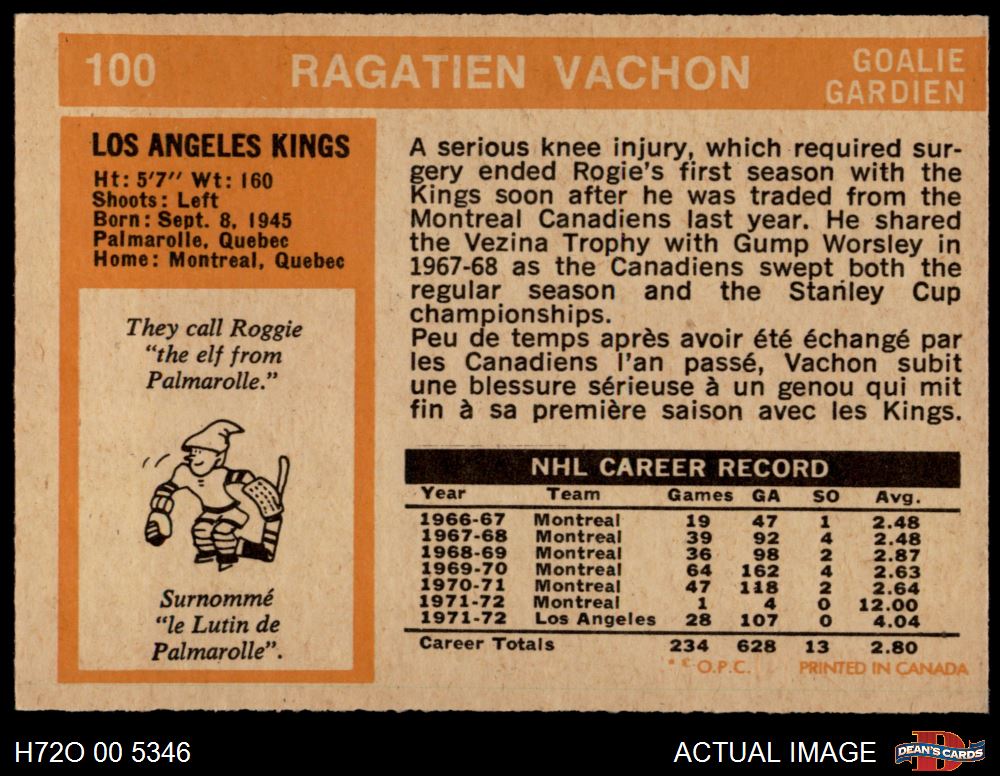 100 RAGATIEN VACHON GOALIE
GARDIEN
LOS ANGELES KINGS
Ht: 5'7" Wt: 160
Shoots: Left
Born: Sept. 8, 1945
Palmarolle, Quebec
Home: Montreal, Quebec
They call Roggie
"the elf from
Palmarolle."
Surnommé
"le Lutin de
Palmarolle".
A serious knee injury, which required sur-
gery ended Rogie's first season with the
Kings soon after he was traded from the
Montreal Canadiens last year. He shared
the Vezina Trophy with Gump Worsley in
1967-68 as the Canadiens swept both the
regular season and the Stanley Cup
championships.
Peu de temps après avoir été échangé par
les Canadiens l'an passé, Vachon subit
une blessure sérieuse à un genou qui mit
fin à sa première saison avec les Kings.
NHL CAREER RECORD
Year Team Games GA SO Avg.
1966-67 Montreal 19 47 1 2.48
1967-68 Montreal 39 92 4 2.48
1968-69 Montreal 36 98 2 2.87
1969-70 Montreal 64 162 4 2.63
1970-71 Montreal 47 118 2 2.64
1971-72 Montreal 1 4 0 12.00
1971-72 Los Angeles 28 107 0 4.04
Career Totals 234 628 13 2.80
* © O.P.C. PRINTED IN CANADA
H72O 00 5346 ACTUAL IMAGE D DEAN'S CARDS